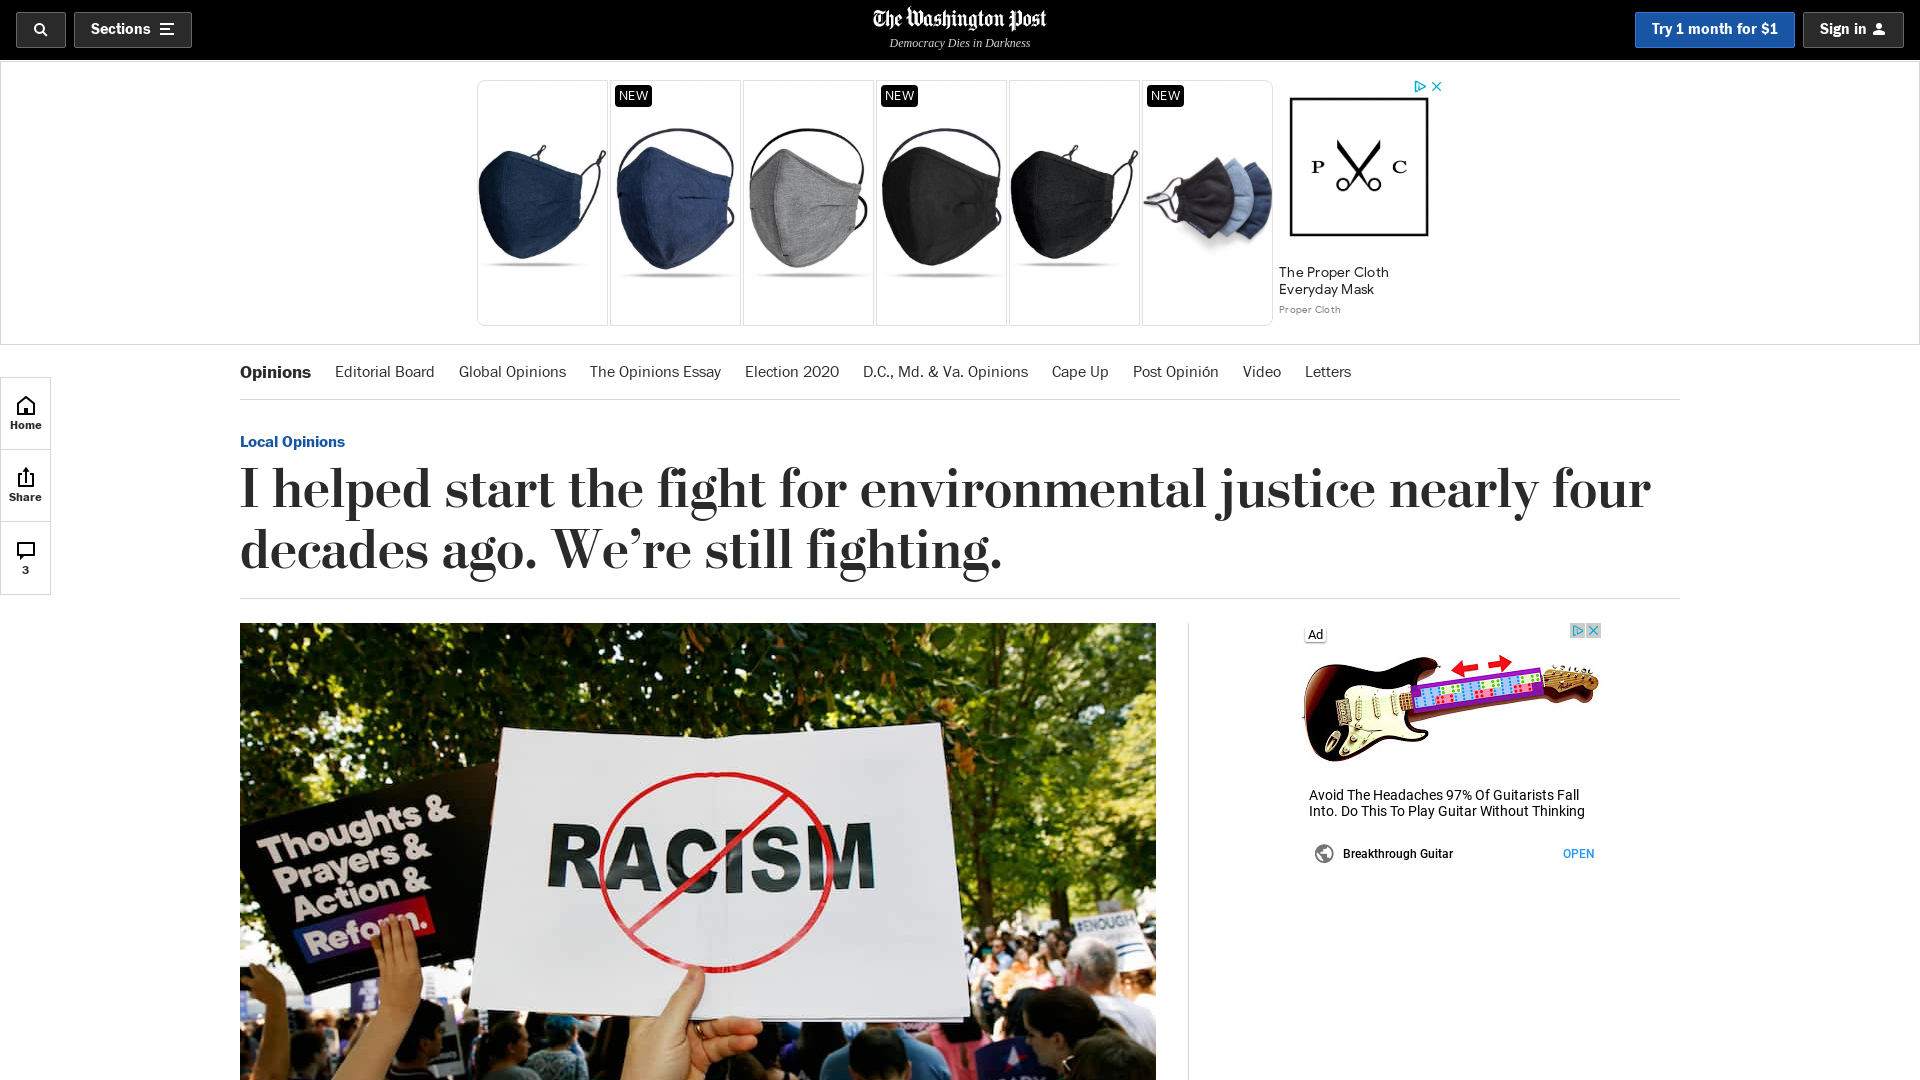 Sections
The Washington Post
Democracy Dies in Darkness
Try 1 month for $1
Sign in
NEW
NEW
NEW
P C
The Proper Cloth
Everyday Mask
Proper Cloth
Opinions
Editorial Board
Global Opinions
The Opinions Essay
Election 2020
D.C., Md. & Va. Opinions
Cape Up
Post Opinión
Video
Letters
Home
Share
3
Local Opinions
I helped start the fight for environmental justice nearly four
decades ago. We’re still fighting.
Thoughts &
Prayers &
Action &
Reform.
RACISM
#ENOUGH
Ad
Avoid The Headaches 97% Of Guitarists Fall
Into. Do This To Play Guitar Without Thinking
Breakthrough Guitar
OPEN